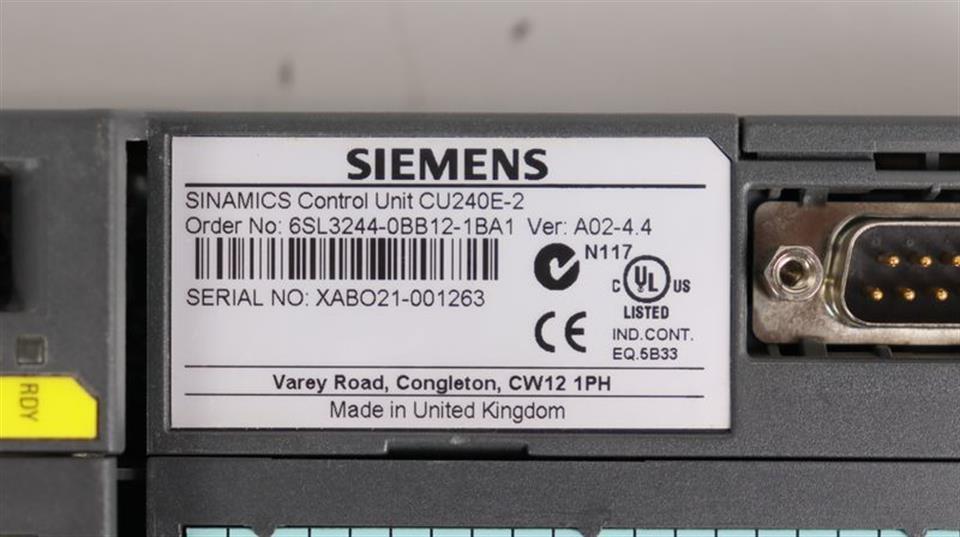 SIEMENS
SINAMICS Control Unit CU240E-2
Order No: 6SL3244-0BB12-1BA1 Ver: A02-4.4
N117
C UL US
LISTED
SERIAL NO: XABO21-001263
CE
IND.CONT.
EQ.5B33
Varey Road, Congleton, CW12 1PH
Made in United Kingdom
RDY